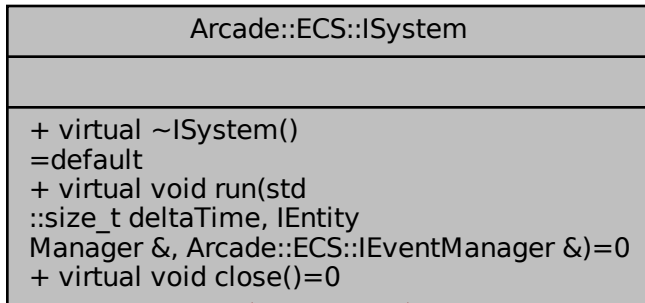 Arcade::ECS::ISystem
+ virtual ~ISystem()
=default
+ virtual void run(std
::size_t deltaTime, IEntity
Manager &, Arcade::ECS::IEventManager &)=0
+ virtual void close()=0